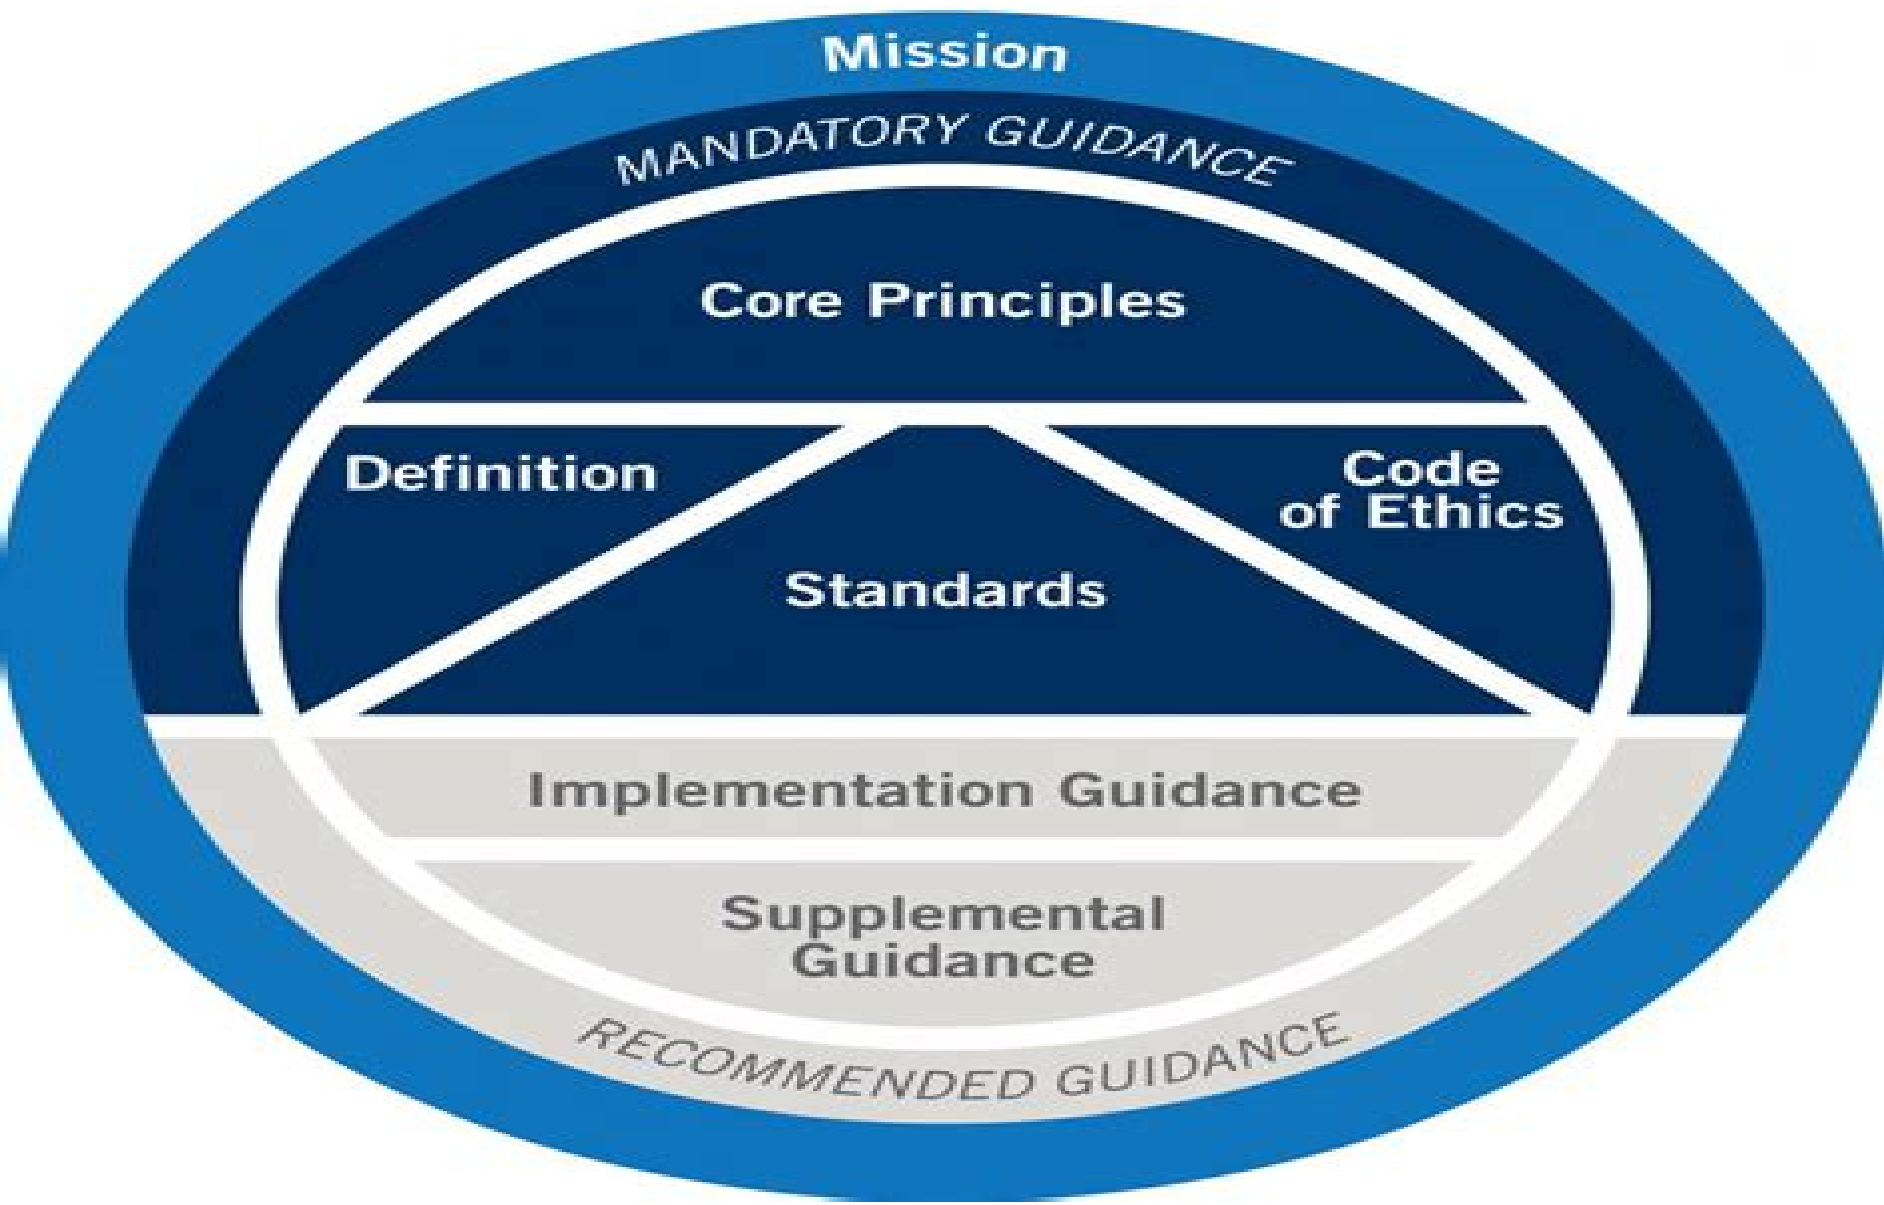 Mission
MANDATORY GUIDANCE
Core Principles
Definition
Code
of Ethics
Standards
Implementation Guidance
Supplemental
Guidance
RECOMMENDED GUIDANCE